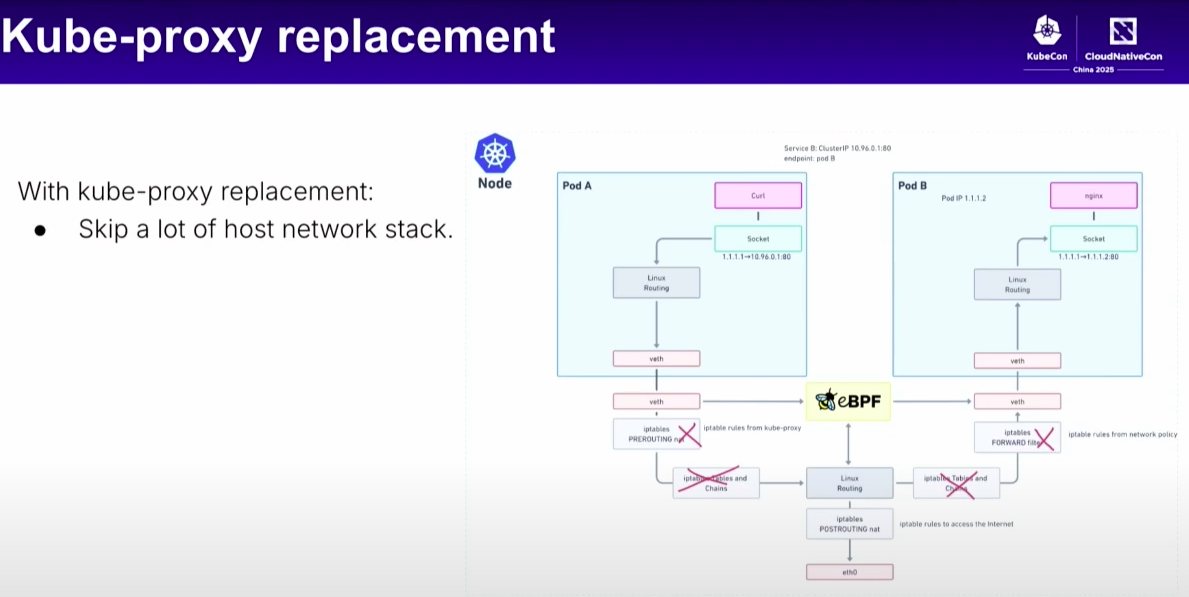 Kube-proxy replacement
KubeCon
CloudNativeCon
China 2025
With kube-proxy replacement:
● Skip a lot of host network stack.
Node
Service B: ClusterIP 10.96.0.1:80
endpoint: pod B
Pod A
Curl
Socket
1.1.1.1→10.96.0.1:80
Linux
Routing
veth
veth
iptables
PREROUTING nat
iptable rules from kube-proxy
iptables Tables and
Chains
eBPF
Linux
Routing
iptables
POSTROUTING nat
iptable rules to access the Internet
eth0
Pod B
Pod IP 1.1.1.2
nginx
Socket
1.1.1.1→1.1.1.2:80
Linux
Routing
veth
veth
iptables
FORWARD filter
iptable rules from network policy
iptables Tables and
Chains